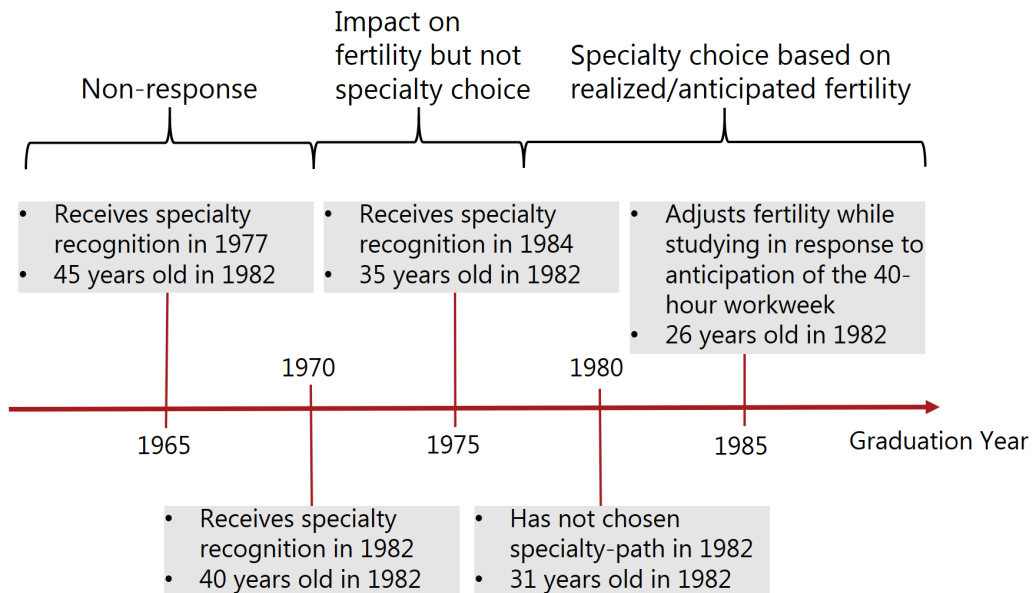 Non-response
Impact on
fertility but not
specialty choice
Specialty choice based on
realized/anticipated fertility
• Receives specialty
recognition in 1977
• 45 years old in 1982
• Receives specialty
recognition in 1984
• 35 years old in 1982
• Adjusts fertility while
studying in response to
anticipation of the 40-
hour workweek
• 26 years old in 1982
1970
1980
1965
1975
1985
Graduation Year
• Receives specialty
recognition in 1982
• 40 years old in 1982
• Has not chosen
specialty-path in 1982
• 31 years old in 1982